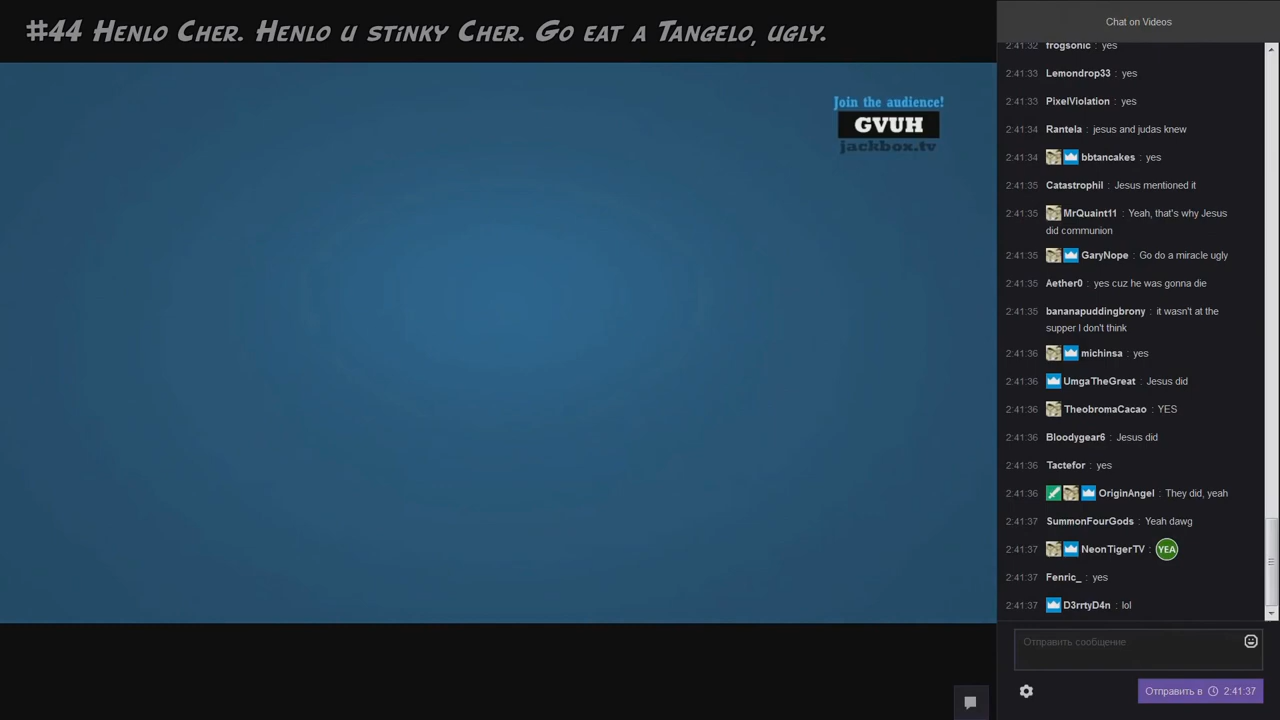 #44 Henlo Cher. Henlo u stinky Cher. Go eat a Tangelo, ugly.
Join the audience!
GVUH
jackbox.tv
Chat on Videos
2:41:32 frogsonic : yes
2:41:33 Lemondrop33 : yes
2:41:33 PixelViolation : yes
2:41:34 Rantela : jesus and judas knew
2:41:34 bbtancakes : yes
2:41:35 Catastrophil : Jesus mentioned it
2:41:35 MrQuaint11 : Yeah, that's why Jesus
did communion
2:41:35 GaryNope : Go do a miracle ugly
2:41:35 Aether0 : yes cuz he was gonna die
2:41:35 bananapuddingbrony : it wasn't at the
supper I don't think
2:41:36 michinsa : yes
2:41:36 UmgaTheGreat : Jesus did
2:41:36 TheobromaCacao : YES
2:41:36 Bloodygear6 : Jesus did
2:41:36 Tactefor : yes
2:41:36 OriginAngel : They did, yeah
2:41:37 SummonFourGods : Yeah dawg
2:41:37 NeonTigerTV : YEA
2:41:37 Fenric_ : yes
2:41:37 D3rrtyD4n : lol
Отправить сообщение
Отправить в 2:41:37